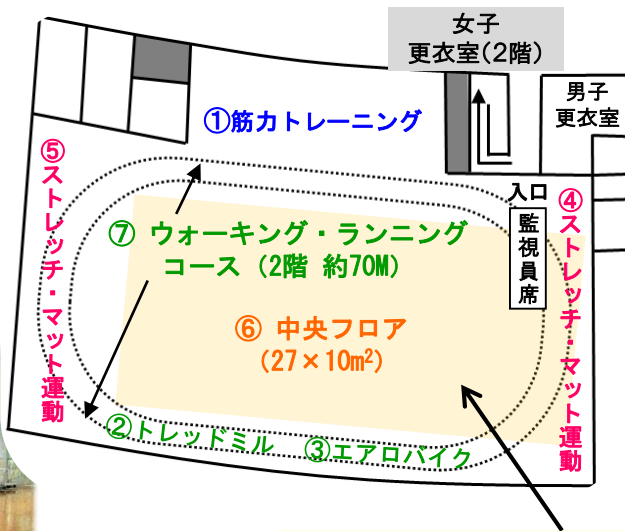 女子
更衣室(2階)
男子
更衣室
①筋力トレーニング
⑤ストレッチ・マット運動
入口
監視員席
④ストレッチ・マット運動
⑦ ウォーキング・ランニング
コース (2階 約70M)
⑥ 中央フロア
(27×10m²)
②トレッドミル
③エアロバイク